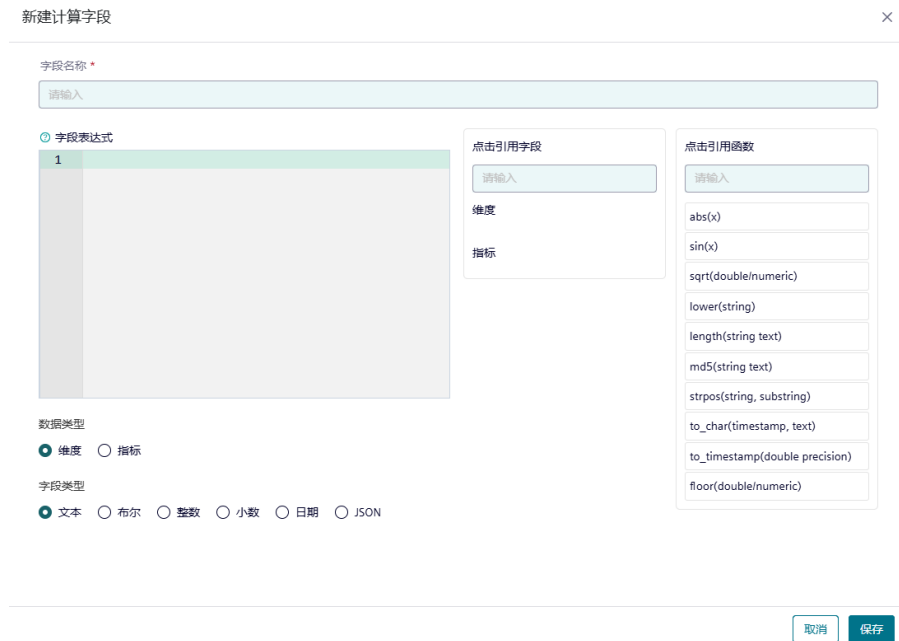 新建计算字段
字段名称 *
请输入
字段表达式
1
点击引用字段
请输入
维度
指标
点击引用函数
请输入
abs(x)
sin(x)
sqrt(double/numeric)
lower(string)
length(string text)
md5(string text)
strpos(string, substring)
to_char(timestamp, text)
to_timestamp(double precision)
floor(double/numeric)
数据类型
维度 指标
字段类型
文本 布尔 整数 小数 日期 JSON
取消 保存